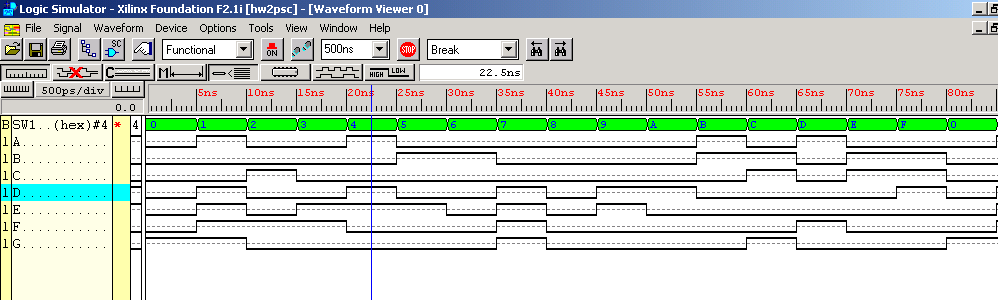 Logic Simulator - Xilinx Foundation F2.1i [hw2psc] - [Waveform Viewer 0]
File Signal Waveform Device Options Tools View Window Help
SC Functional ON 500ns STOP Break
C M HIGH LOW 22.5ns
500ps/div 5ns 10ns 15ns 20ns 25ns 30ns 35ns 40ns 45ns 50ns 55ns 60ns 65ns 70ns 75ns 80ns
0.0
B SW1..(hex)#4 * 4 0 1 2 3 4 5 6 7 8 9 A B C D E F 0
1 A...........
1 B...........
1 C...........
1 D...........
1 E...........
1 F...........
1 G...........